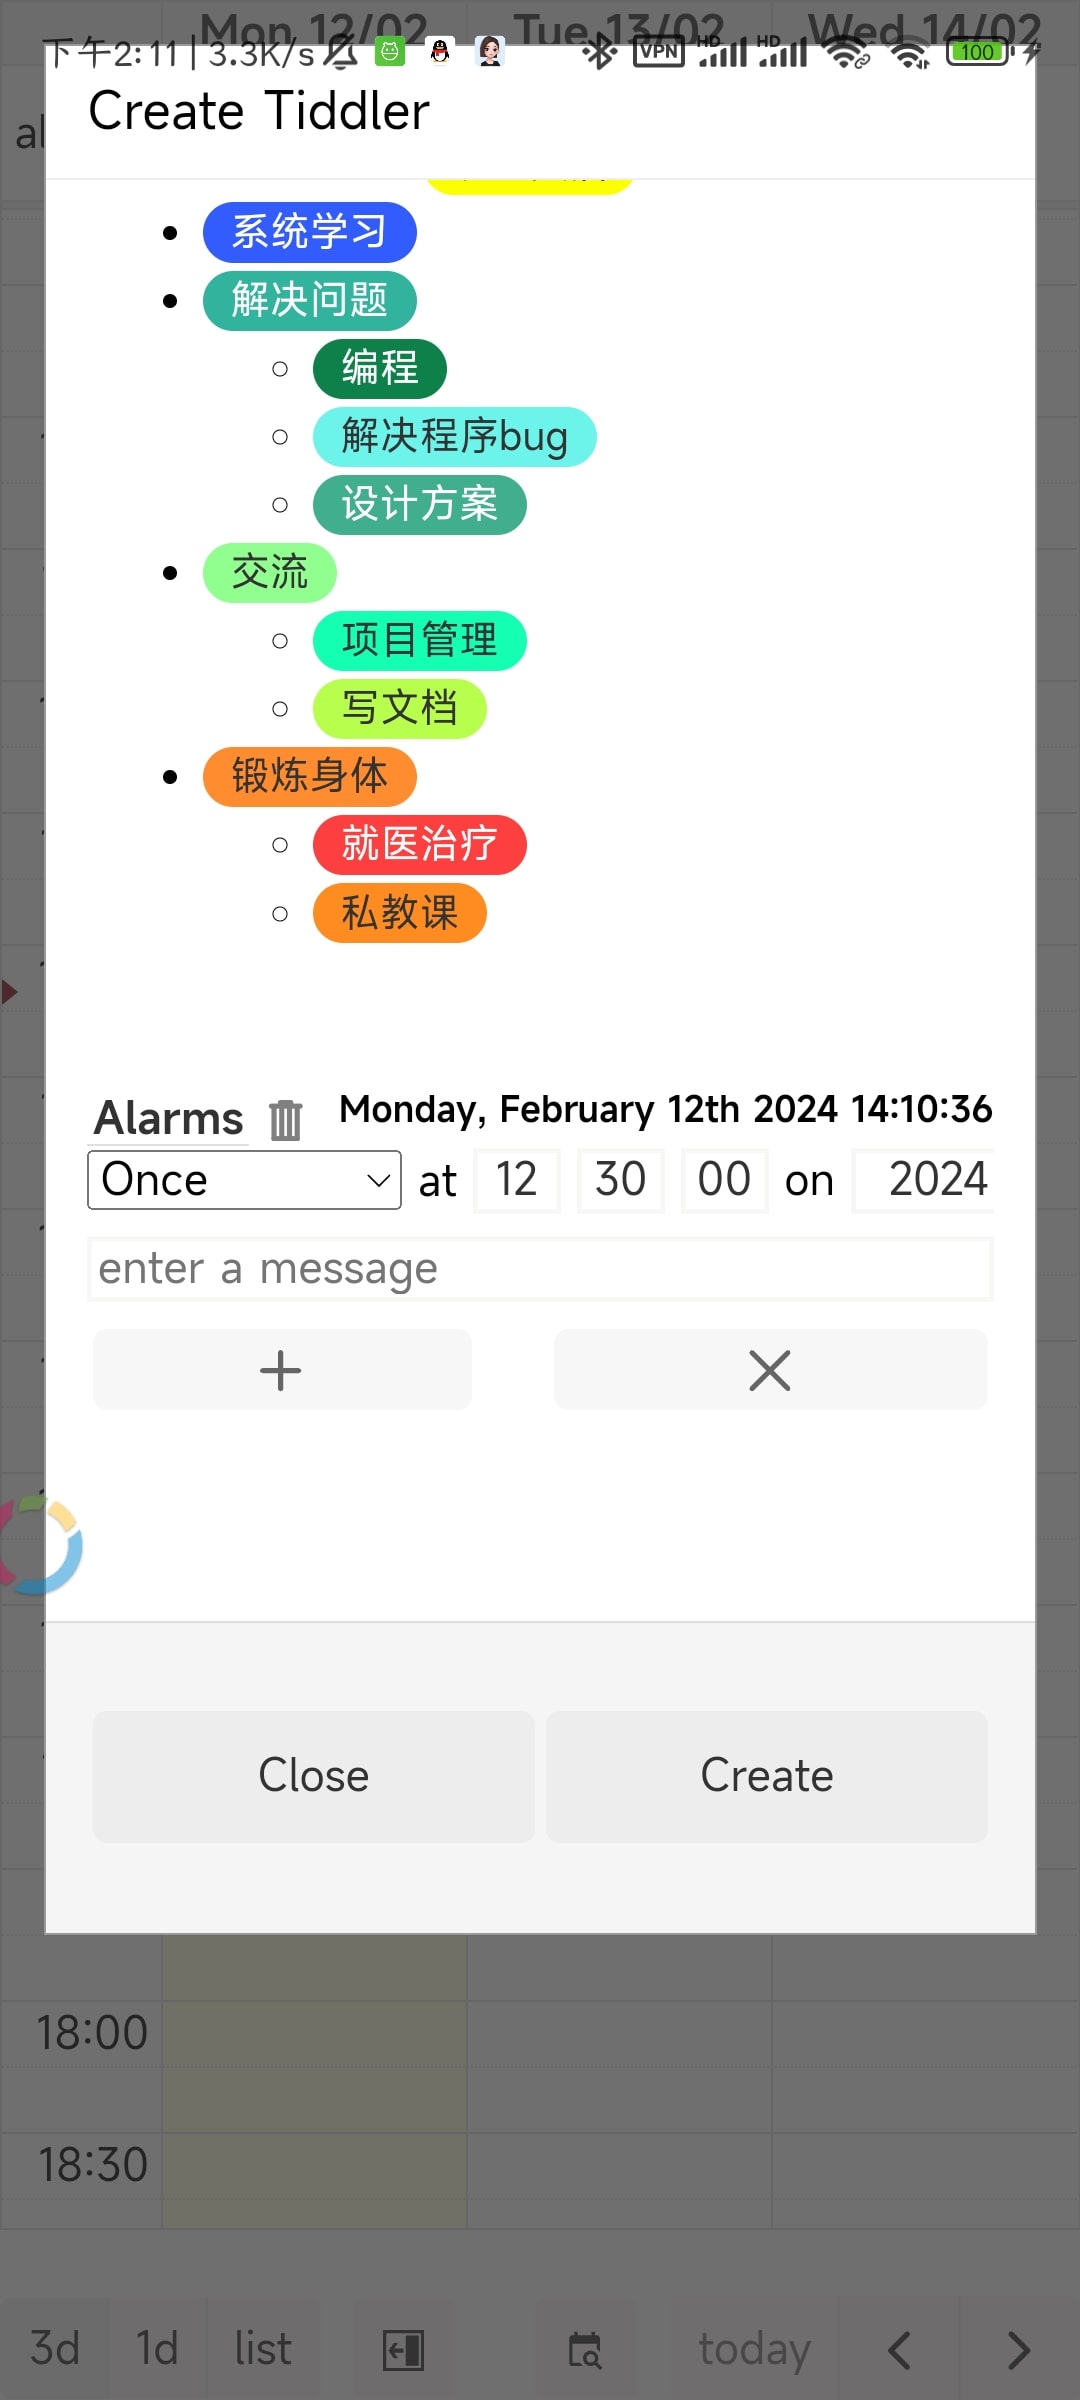 Mon 12/02 Tue 13/02 Wed 14/02
下午2:11 | 3.3K/s VPN HD HD 100
Create Tiddler
al
系统学习
解决问题
编程
解决程序bug
设计方案
交流
项目管理
写文档
锻炼身体
就医治疗
私教课
Alarms Monday, February 12th 2024 14:10:36
Once at 12 30 00 on 2024
enter a message
Close Create
18:00
18:30
3d 1d list today